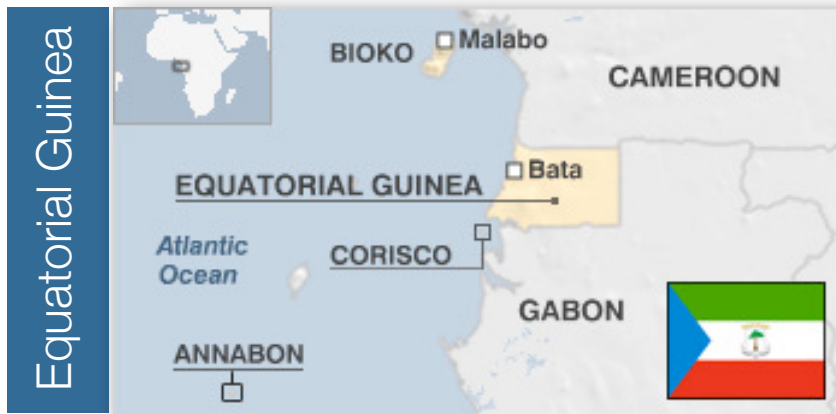 Equatorial Guinea
BIOKO
Malabo
CAMEROON
Bata
EQUATORIAL GUINEA
Atlantic
Ocean
CORISCO
GABON
ANNABON